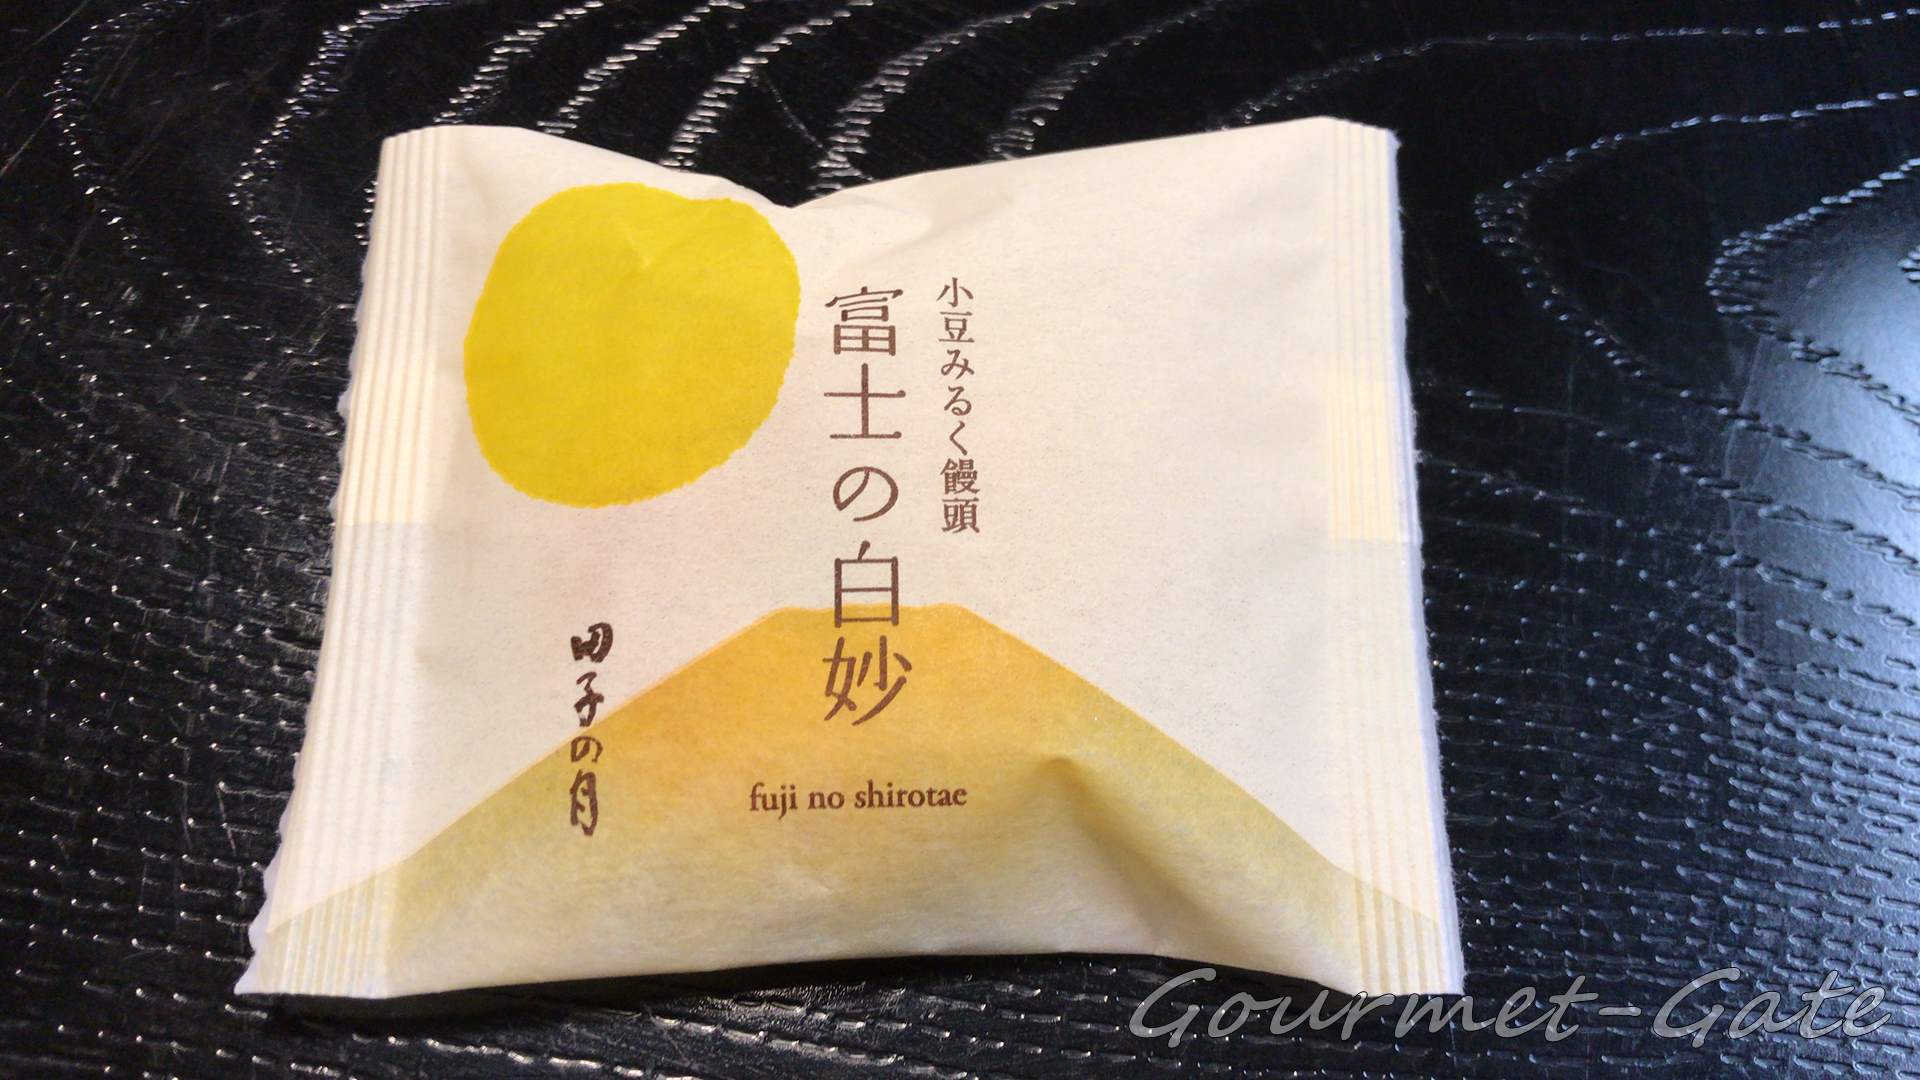 小豆みるく饅頭
富士の白妙
田子の月
fuji no shirotae
Gourmet-Gate